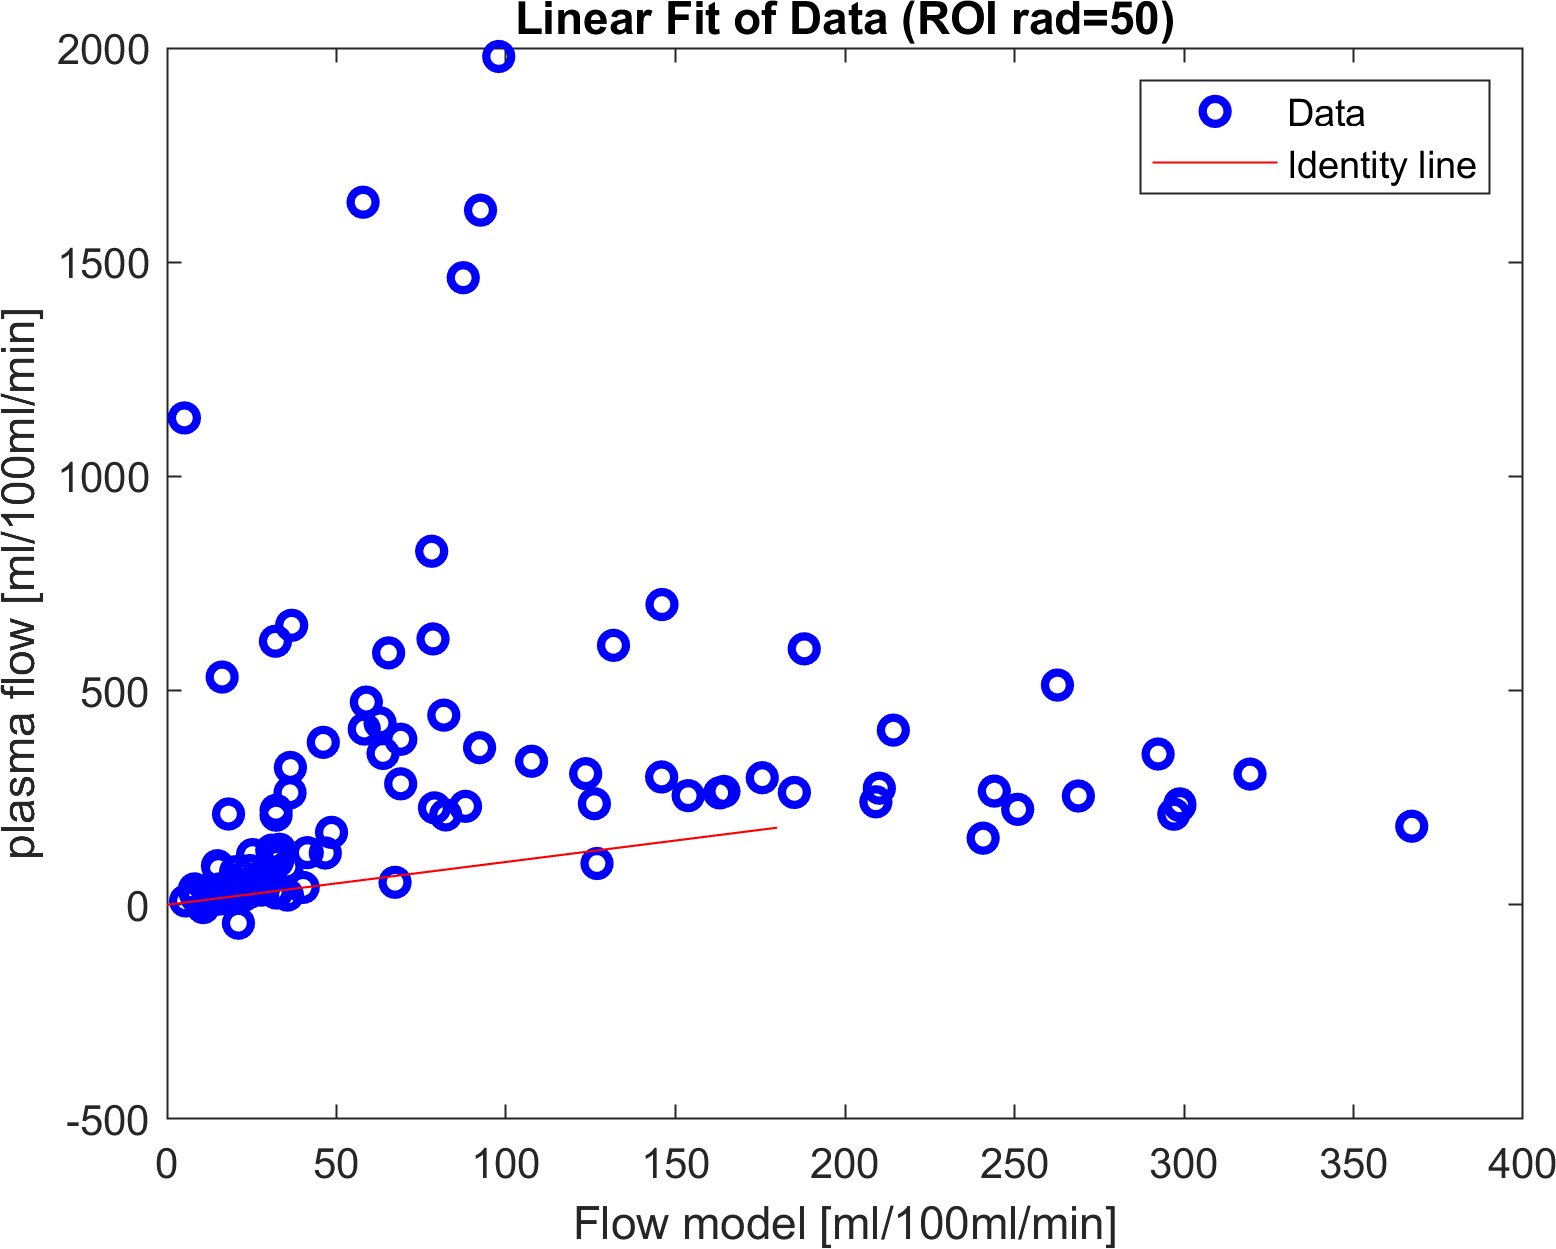 Linear Fit of Data (ROI rad=50)
2000
1500
1000
500
0
-500
plasma flow [ml/100ml/min]
Data
Identity line
0 50 100 150 200 250 300 350 400
Flow model [ml/100ml/min]